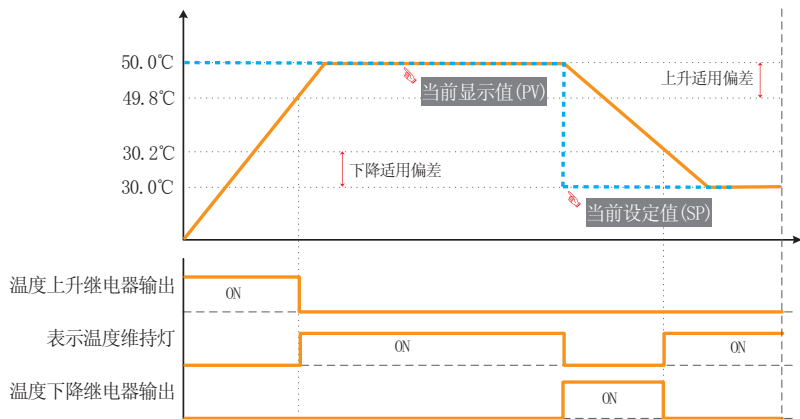 50.0℃
上升适用偏差
当前显示值(PV)
49.8℃
30.2℃
下降适用偏差
30.0℃
当前设定值(SP)
温度上升继电器输出
ON
表示温度维持灯
ON
ON
温度下降继电器输出
ON